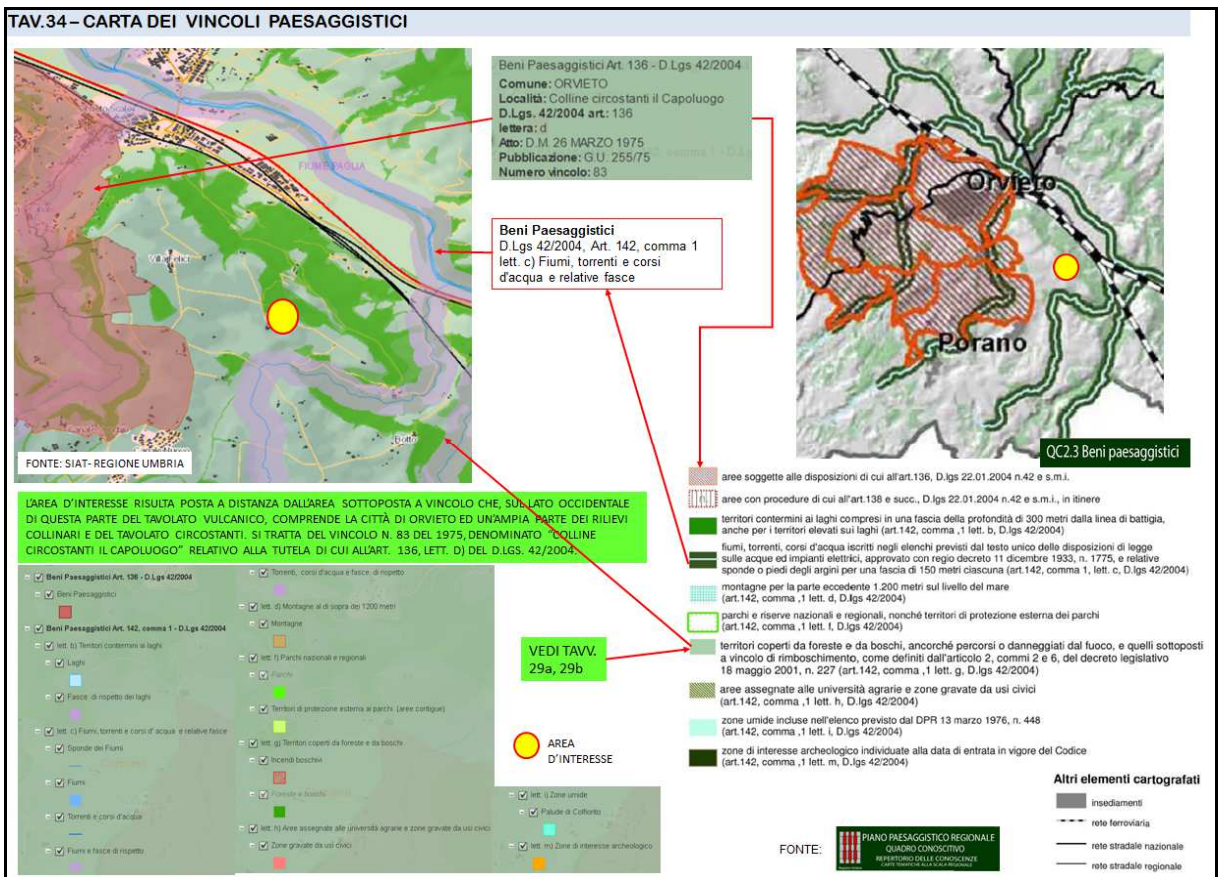 TAV.34 – CARTA DEI VINCOLI PAESAGGISTICI
FIUME PAGLIA
Botto
FONTE: SIAT- REGIONE UMBRIA
Beni Paesaggistici Art. 136 - D.Lgs 42/2004
Comune: ORVIETO
Località: Colline circostanti il Capoluogo
D.Lgs. 42/2004 art.: 136
lettera: d
Atto: D.M. 26 MARZO 1975
Pubblicazione: G.U. 255/75
Numero vincolo: 83
Beni Paesaggistici
D.Lgs 42/2004, Art. 142, comma 1
lett. c) Fiumi, torrenti e corsi
d'acqua e relative fasce
Orvieto
Porano
QC2.3 Beni paesaggistici
L'AREA D'INTERESSE RISULTA POSTA A DISTANZA DALL'AREA SOTTOPOSTA A VINCOLO CHE, SUL LATO OCCIDENTALE
DI QUESTA PARTE DEL TAVOLATO VULCANICO, COMPRENDE LA CITTÀ DI ORVIETO ED UN'AMPIA PARTE DEI RILIEVI
COLLINARI E DEL TAVOLATO CIRCOSTANTI. SI TRATTA DEL VINCOLO N. 83 DEL 1975, DENOMINATO "COLLINE
CIRCOSTANTI IL CAPOLUOGO" RELATIVO ALLA TUTELA DI CUI ALL'ART. 136, LETT. D) DEL D.LGS. 42/2004.
Beni Paesaggistici Art. 136 - D.Lgs 42/2004
Beni Paesaggistici
Beni Paesaggistici Art. 142, comma 1 - D.Lgs 42/2004
lett. b) Territori contermini ai laghi
Laghi
Fasce di rispetto dei laghi
lett. c) Fiumi, torrenti e corsi d' acqua e relative fasce
Sponde dei Fiumi
Fiumi
Torrenti e corsi d'acqua
Fiumi e fasce di rispetto
Torrenti, corsi d'acqua e fasce di rispetto
lett. d) Montagne al di sopra dei 1200 metri
Montagne
lett. f) Parchi nazionali e regionali
Parchi
Territori di protezione esterna ai parchi (aree contigue)
lett. g) Territori coperti da foreste e da boschi
Incendi boschivi
Foreste e boschi
lett. h) Aree assegnate alle università agrarie e zone gravate da usi civici
Zone gravate da usi civici
lett. i) Zone umide
Palude di Colfiorito
lett. m) Zone di interesse archeologico
VEDI TAVV.
29a, 29b
AREA
D'INTERESSE
aree soggette alle disposizioni di cui all'art.136, D.lgs 22.01.2004 n.42 e s.m.i.
aree con procedure di cui all'art.138 e succ., D.lgs 22.01.2004 n.42 e s.m.i., in itinere
territori contermini ai laghi compresi in una fascia della profondità di 300 metri dalla linea di battigia,
anche per i territori elevati sui laghi (art.142, comma ,1 lett. b, D.lgs 42/2004)
fiumi, torrenti, corsi d'acqua iscritti negli elenchi previsti dal testo unico delle disposizioni di legge
sulle acque ed impianti elettrici, approvato con regio decreto 11 dicembre 1933, n. 1775, e relative
sponde o piedi degli argini per una fascia di 150 metri ciascuna (art.142, comma 1, lett. c, D.lgs 42/2004)
montagne per la parte eccedente 1.200 metri sul livello del mare
(art.142, comma ,1 lett. d, D.lgs 42/2004)
parchi e riserve nazionali e regionali, nonché territori di protezione esterna dei parchi
(art.142, comma ,1 lett. f, D.lgs 42/2004)
territori coperti da foreste e da boschi, ancorché percorsi o danneggiati dal fuoco, e quelli sottoposti
a vincolo di rimboschimento, come definiti dall'articolo 2, commi 2 e 6, del decreto legislativo
18 maggio 2001, n. 227 (art.142, comma ,1 lett. g, D.lgs 42/2004)
aree assegnate alle università agrarie e zone gravate da usi civici
(art.142, comma ,1 lett. h, D.lgs 42/2004)
zone umide incluse nell'elenco previsto dal DPR 13 marzo 1976, n. 448
(art.142, comma ,1 lett. i, D.lgs 42/2004)
zone di interesse archeologico individuate alla data di entrata in vigore del Codice
(art.142, comma ,1 lett. m, D.lgs 42/2004)
Altri elementi cartografati
insediamenti
rete ferroviaria
rete stradale nazionale
rete stradale regionale
FONTE:
PIANO PAESAGGISTICO REGIONALE
QUADRO CONOSCITIVO
REPERTORIO DELLE CONOSCENZE
CARTE TEMATICHE ALLA SCALA REGIONALE